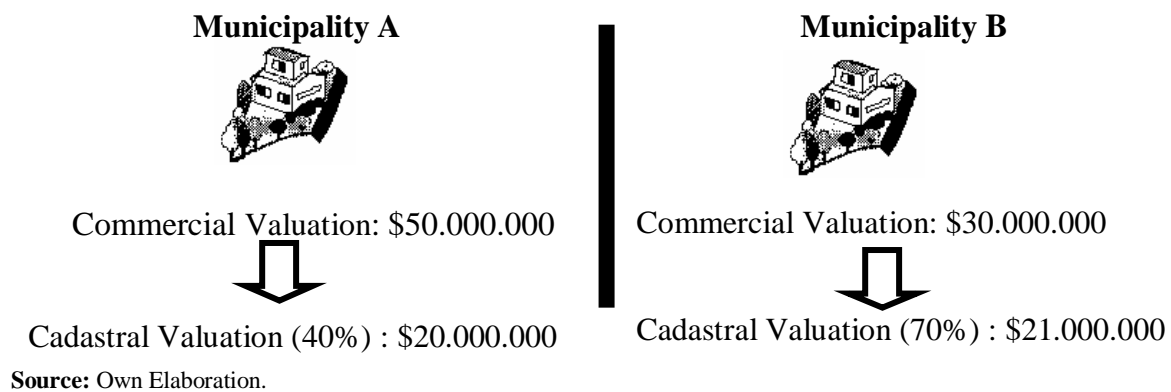 Municipality A
Commercial Valuation: $50.000.000
Cadastral Valuation (40%) : $20.000.000
Municipality B
Commercial Valuation: $30.000.000
Cadastral Valuation (70%) : $21.000.000
Source: Own Elaboration.